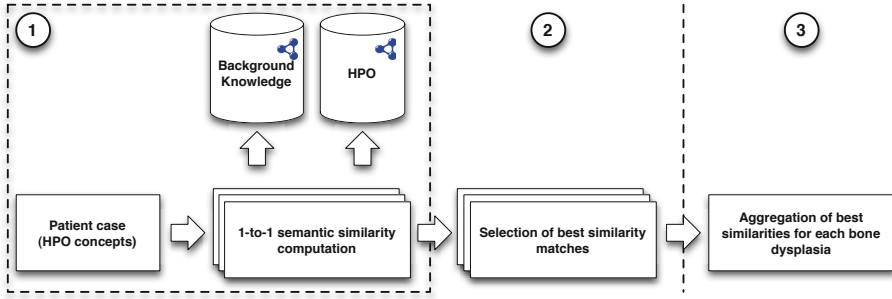 1
2
3
Background
Knowledge
HPO
Patient case
(HPO concepts)
1-to-1 semantic similarity
computation
Selection of best similarity
matches
Aggregation of best
similarities for each bone
dysplasia